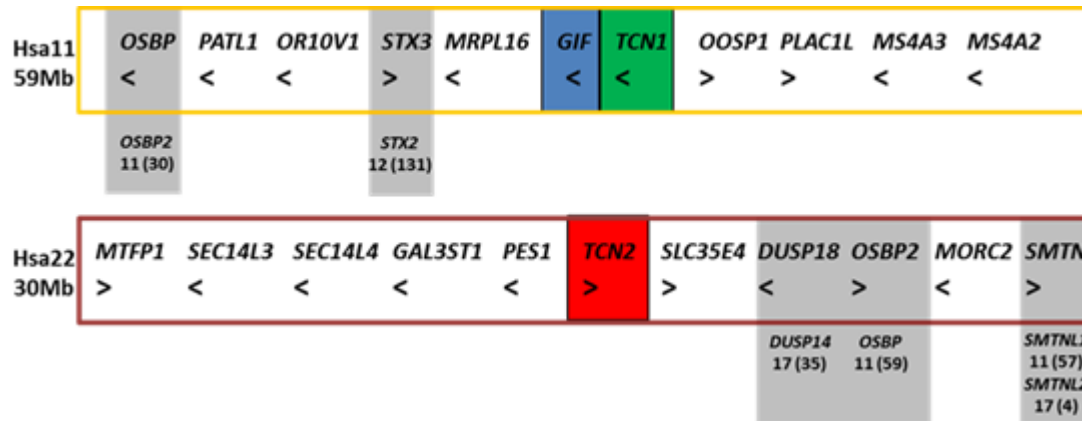 Hsa11 OSBP PATL1 OR10V1 STX3 MRPL16 GIF TCN1 OOSP1 PLAC1L MS4A3 MS4A2
59Mb < < < > < < < > > < <
OSBP2 STX2
11 (30) 12 (131)
Hsa22 MTFP1 SEC14L3 SEC14L4 GAL3ST1 PES1 TCN2 SLC35E4 DUSP18 OSBP2 MORC2 SMTN
30Mb > < < < < > > < > < >
DUSP14 OSBP
17 (35) 11 (59)
11 (57)
17 (4)